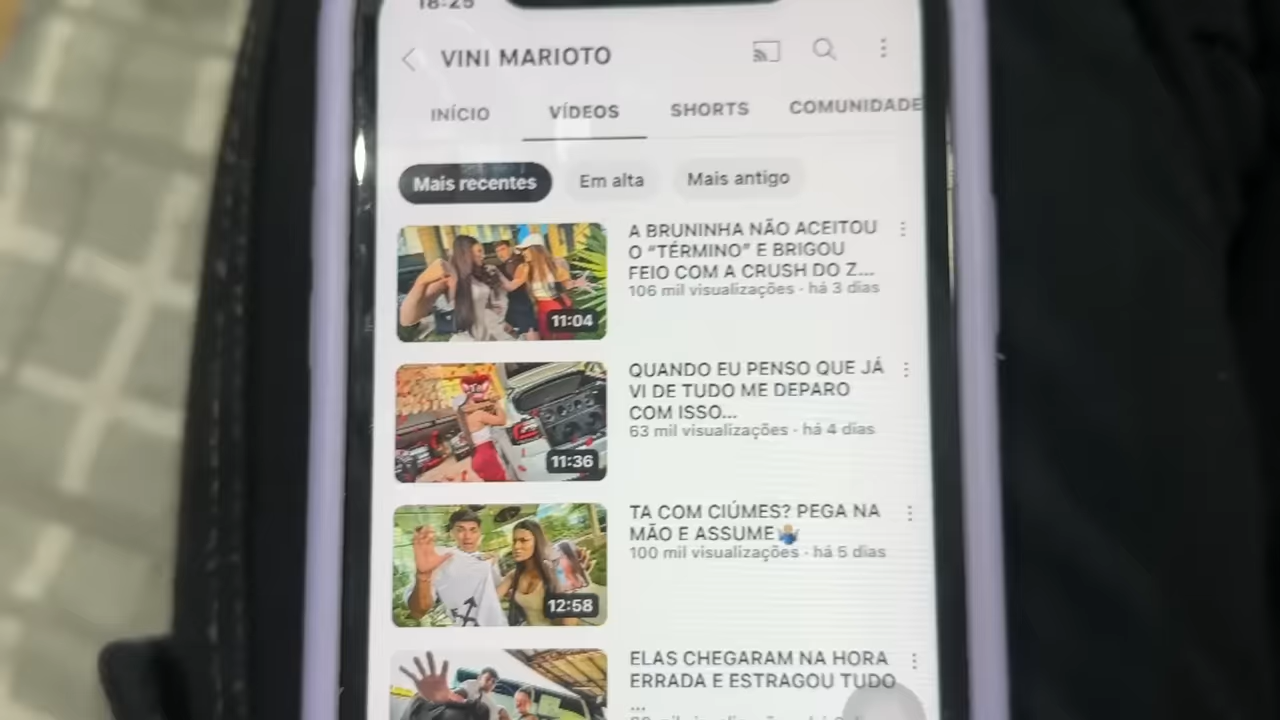 18:25
VINI MARIOTO
INÍCIO VÍDEOS SHORTS COMUNIDADE
Mais recentes Em alta Mais antigo
A BRUNINHA NÃO ACEITOU
O “TÉRMINO” E BRIGOU
FEIO COM A CRUSH DO Z...
106 mil visualizações · há 3 dias
11:04
QUANDO EU PENSO QUE JÁ
VI DE TUDO ME DEPARO
COM ISSO...
63 mil visualizações · há 4 dias
11:36
TA COM CIÚMES? PEGA NA
MÃO E ASSUME🤷🏽‍♂️
100 mil visualizações · há 5 dias
12:58
ELAS CHEGARAM NA HORA
ERRADA E ESTRAGOU TUDO
...